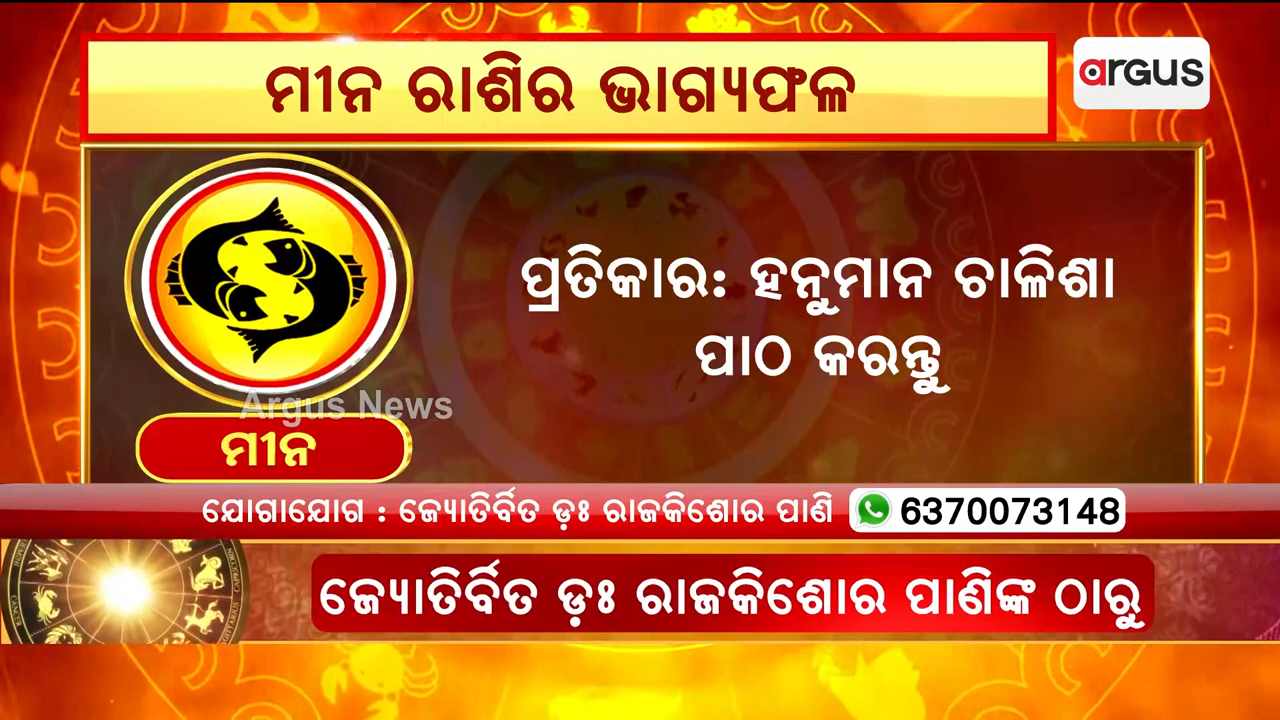 ମୀନ ରାଶିର ଭାଗ୍ୟଫଳ
argus
ପ୍ରତିକାର: ହନୁମାନ ଚାଳିଶା
ପାଠ କରନ୍ତୁ
Argus News
ମୀନ
ଯୋଗାଯୋଗ : ଜ୍ୟୋତିର୍ବିତ ଡ଼ଃ ରାଜକିଶୋର ପାଣି 6370073148
ଜ୍ୟୋତିର୍ବିତ ଡ଼ଃ ରାଜକିଶୋର ପାଣିଙ୍କ ଠାରୁ